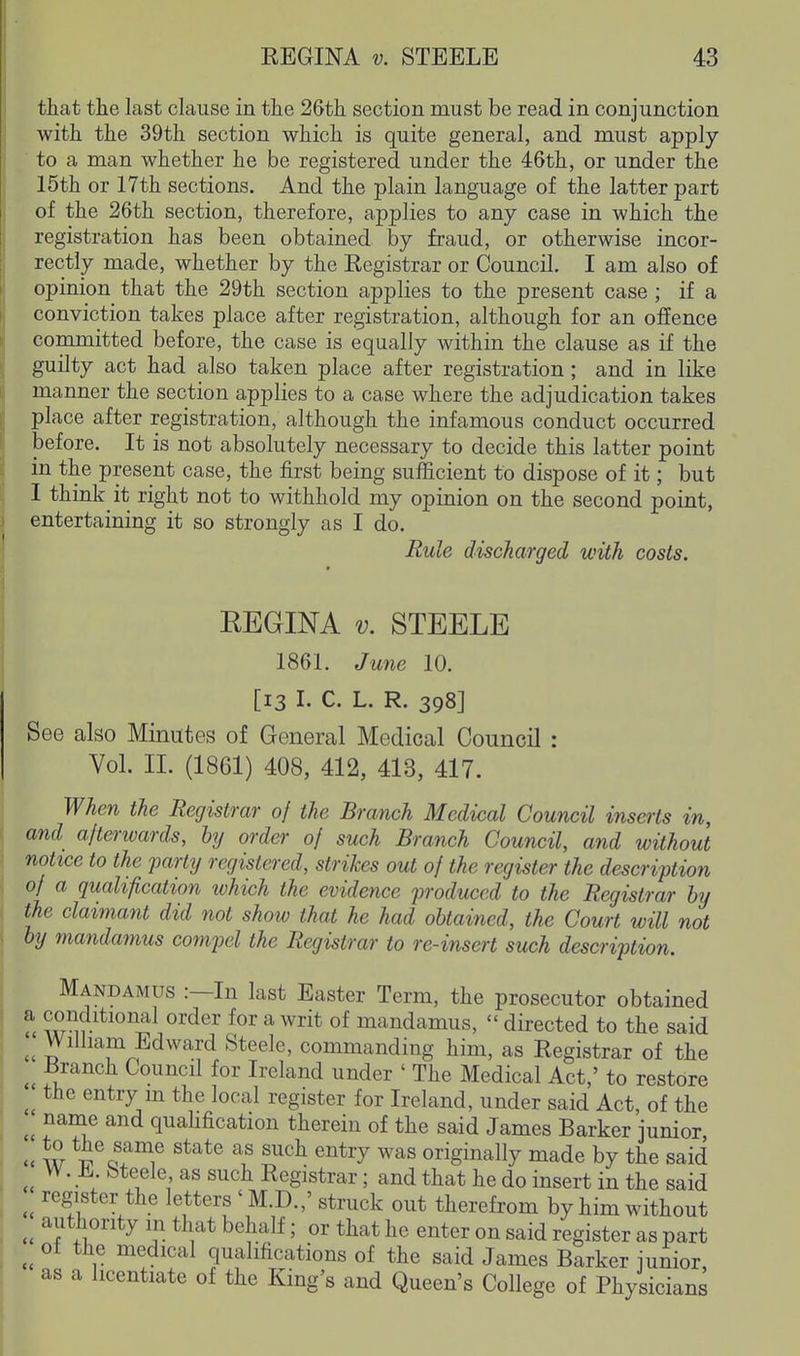 REGINA v. STEELE 43
that the last clause in the 26th section must be read in conjunction
with the 39th section which is quite general, and must apply
to a man whether he be registered under the 46th, or under the
15th or 17th sections. And the plain language of the latter part
of the 26th section, therefore, applies to any case in which the
registration has been obtained by fraud, or otherwise incor-
rectly made, whether by the Registrar or Council. I am also of
opinion that the 29th section applies to the present case ; if a
conviction takes place after registration, although for an offence
committed before, the case is equally within the clause as if the
guilty act had also taken place after registration ; and in like
manner the section applies to a case where the adjudication takes
place after registration, although the infamous conduct occurred
before. It is not absolutely necessary to decide this latter point
in the present case, the first being sufficient to dispose of it ; but
I think it right not to withhold my opinion on the second point,
entertaining it so strongly as I do.
Rule discharged with costs.
REGINA v. STEELE
1861. June 10.
[13 I. C. L. R. 398]
See also Minutes of General Medical Council :
Vol. II. (1861) 408, 412, 413, 417.
When the Registrar of the Branch Medical Council inserts in,
and afterwards, by order of such Branch Council, and without
notice to the party registered, strikes out of the register the description
of a qualification which the evidence produced to the Registrar by
the claimant did not show that he had obtained, the Court will not
by mandamus compel the Registrar to re-insert such description.
MANDAMUS :—In last Easter Term, the prosecutor obtained
a conditional order for a writ of mandamus, “ directed to the said
“ William Edward Steele, commanding him, as Registrar of the
“ Branch Council for Ireland under ‘ The Medical Act,’ to restore
“ the entry in the local register for Ireland, under said Act, of the
“ name and qualification therein of the said James Barker junior,
“ to the same state as such entry was originally made by the said
“ W. E. Steele, as such Registrar ; and that he do insert in the said
“ register the letters ‘ M.D.,’ struck out therefrom by him without
“ authority in that behalf ; or that he enter on said register as part
“ of the medical qualifications of the said James Barker junior,
“ as a licentiate of the King’s and Queen’s College of Physicians